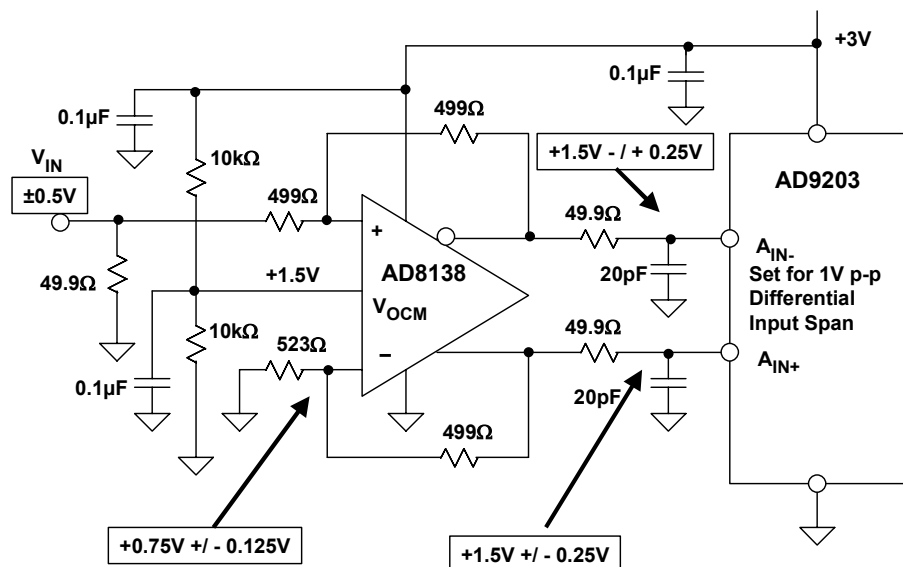 +3V
0.1µF
0.1µF
499Ω
10kΩ
V_IN
±0.5V
499Ω
+1.5V - / + 0.25V
AD9203
49.9Ω
+
AD8138
A_IN-
49.9Ω
+1.5V
20pF
Set for 1V p-p
Differential
Input Span
V_OCM
49.9Ω
10kΩ
523Ω
−
A_IN+
0.1µF
20pF
499Ω
+0.75V +/ - 0.125V
+1.5V +/ - 0.25V